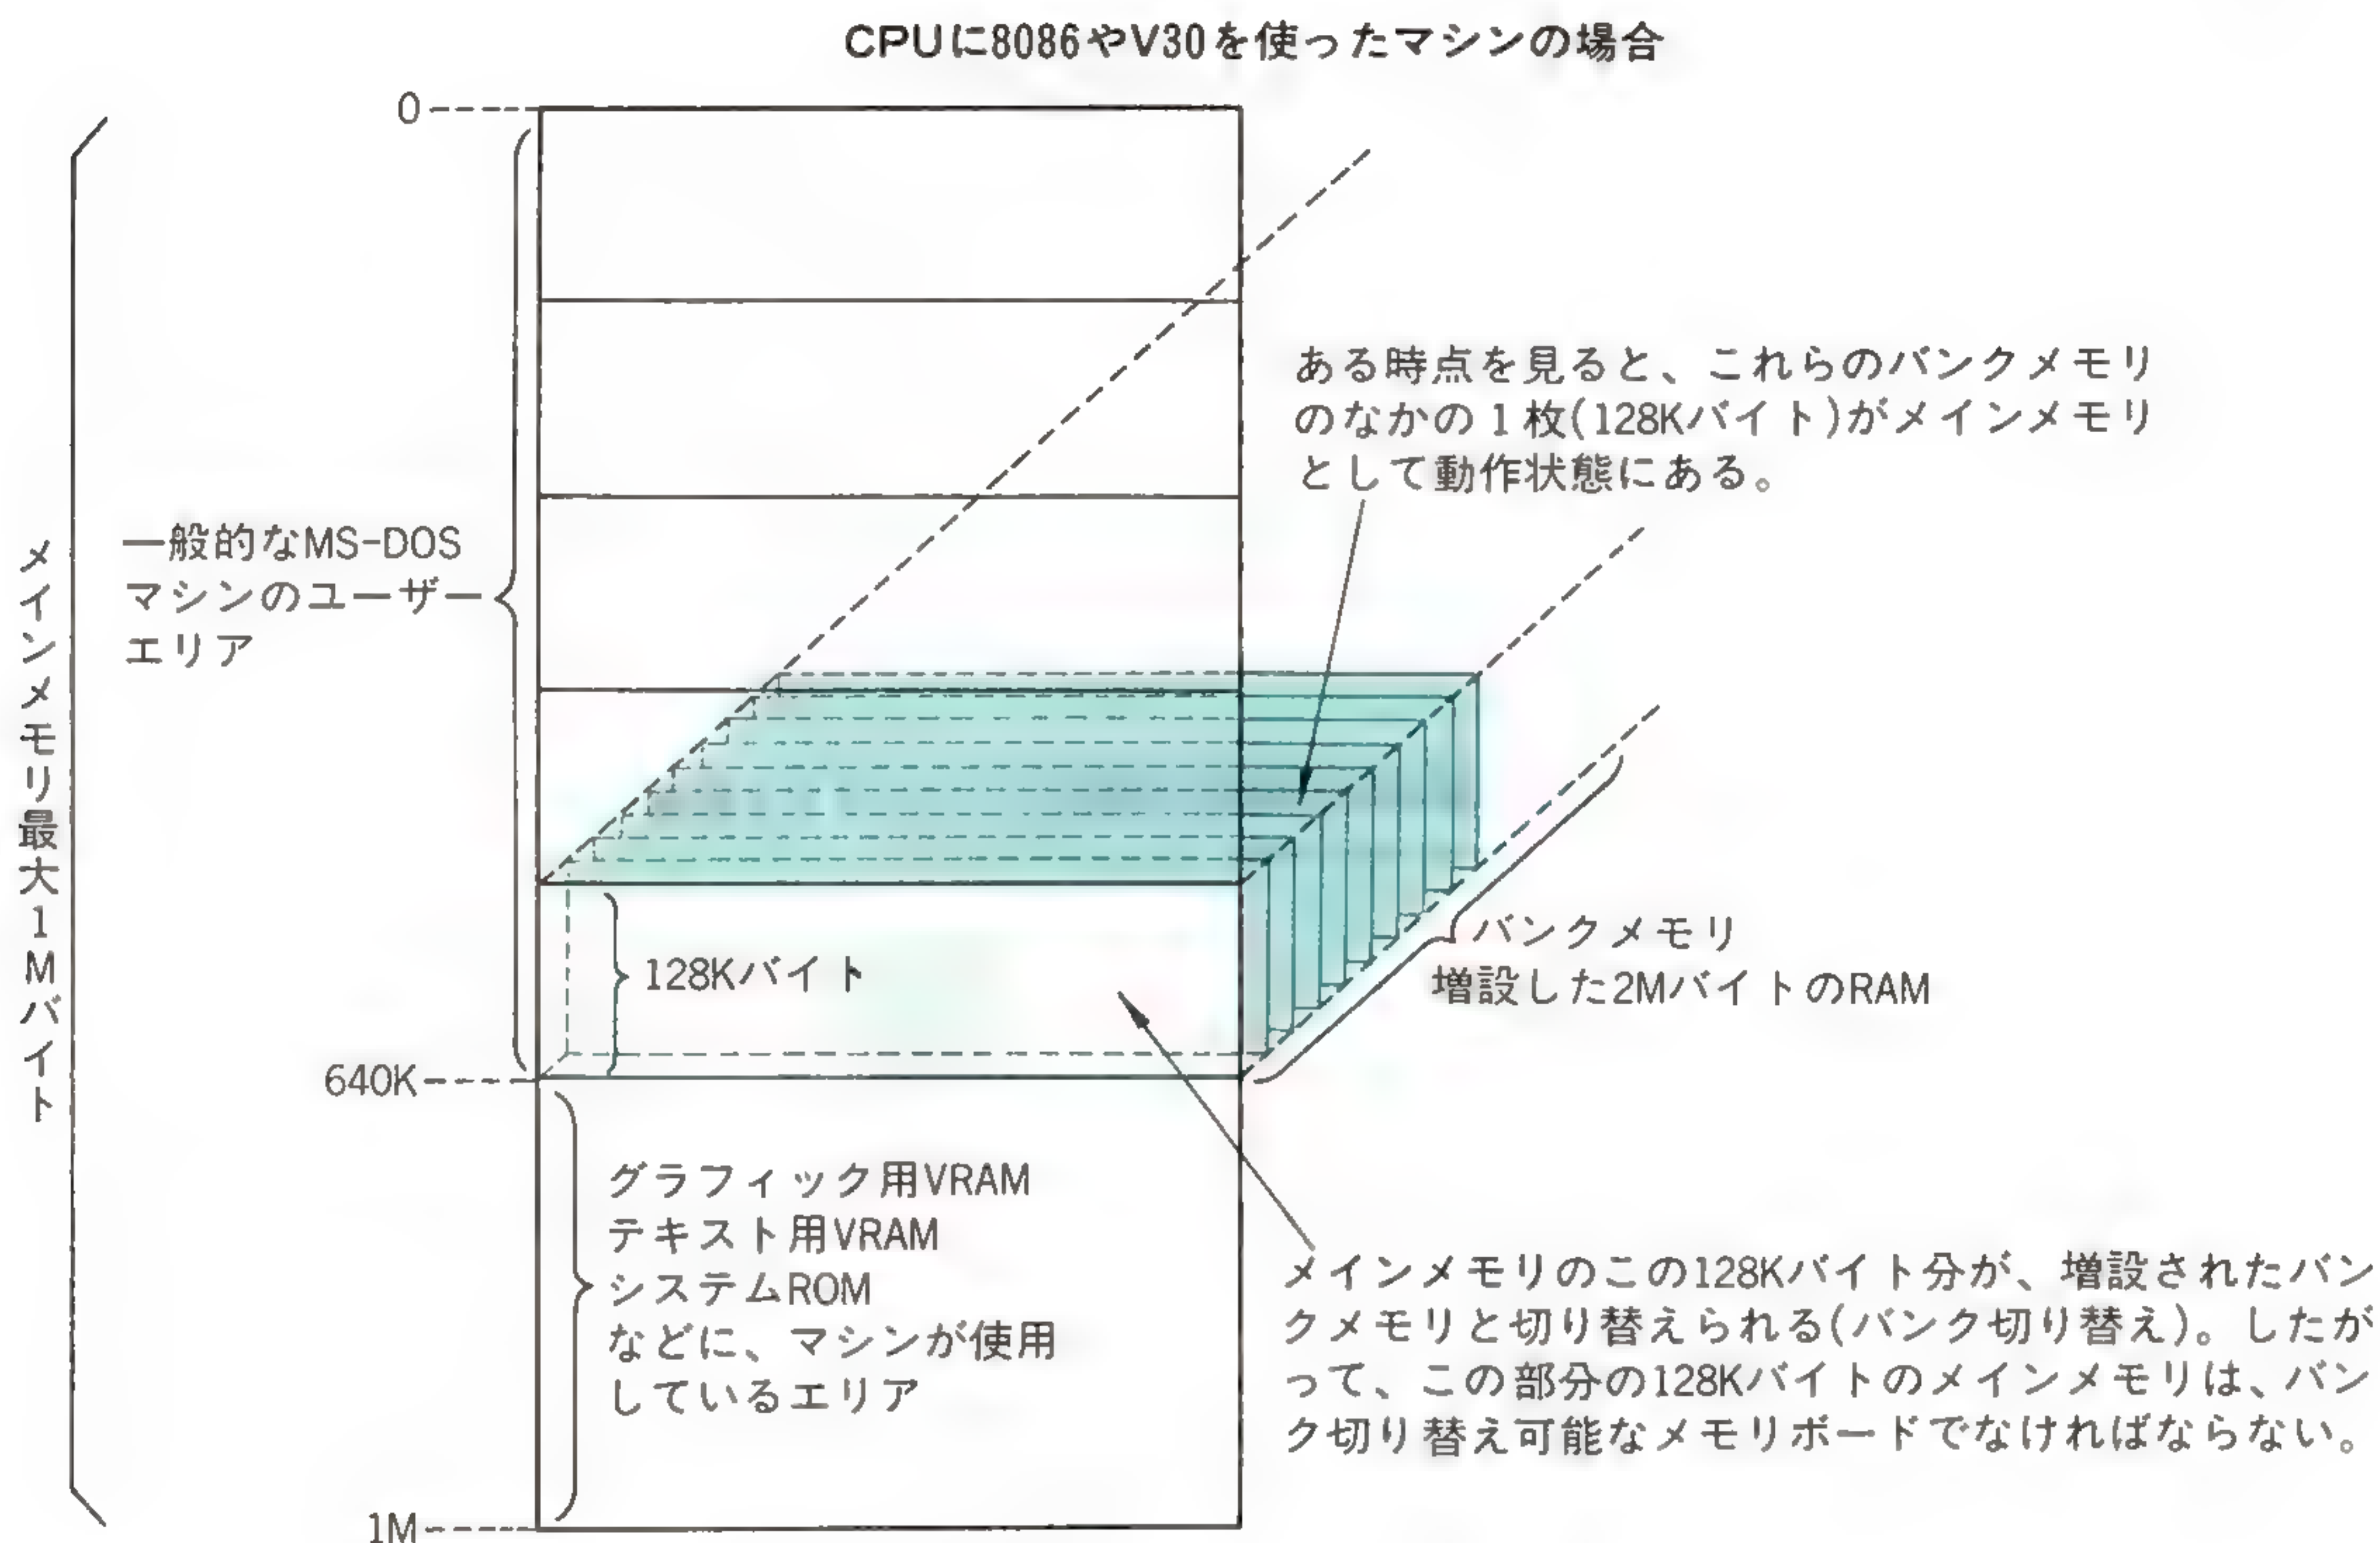 CPUに8086やV30を使ったマシンの場合
0
ある時点を見ると、これらのバンクメモリ
のなかの1枚(128Kバイト)がメインメモリ
として動作状態にある。
一般的なMS-DOS
マシンのユーザー
エリア
メインメモリ最大1Mバイト
128Kバイト
バンクメモリ
増設した2MバイトのRAM
640K
グラフィック用VRAM
テキスト用VRAM
システムROM
などに、マシンが使用
しているエリア
メインメモリのこの128Kバイト分が、増設されたバン
クメモリと切り替えられる(バンク切り替え)。したが
って、この部分の128Kバイトのメインメモリは、バン
ク切り替え可能なメモリボードでなければならない。
1M